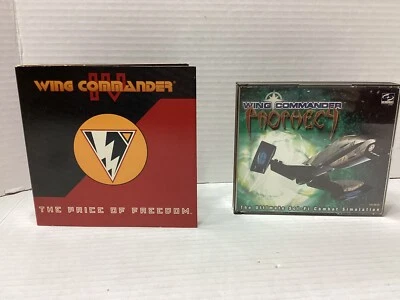 IV
WING COMMANDER
THE PRICE OF FREEDOM.
WING COMMANDER
PROPHECY
The Ultimate Sci-Fi Combat Simulation